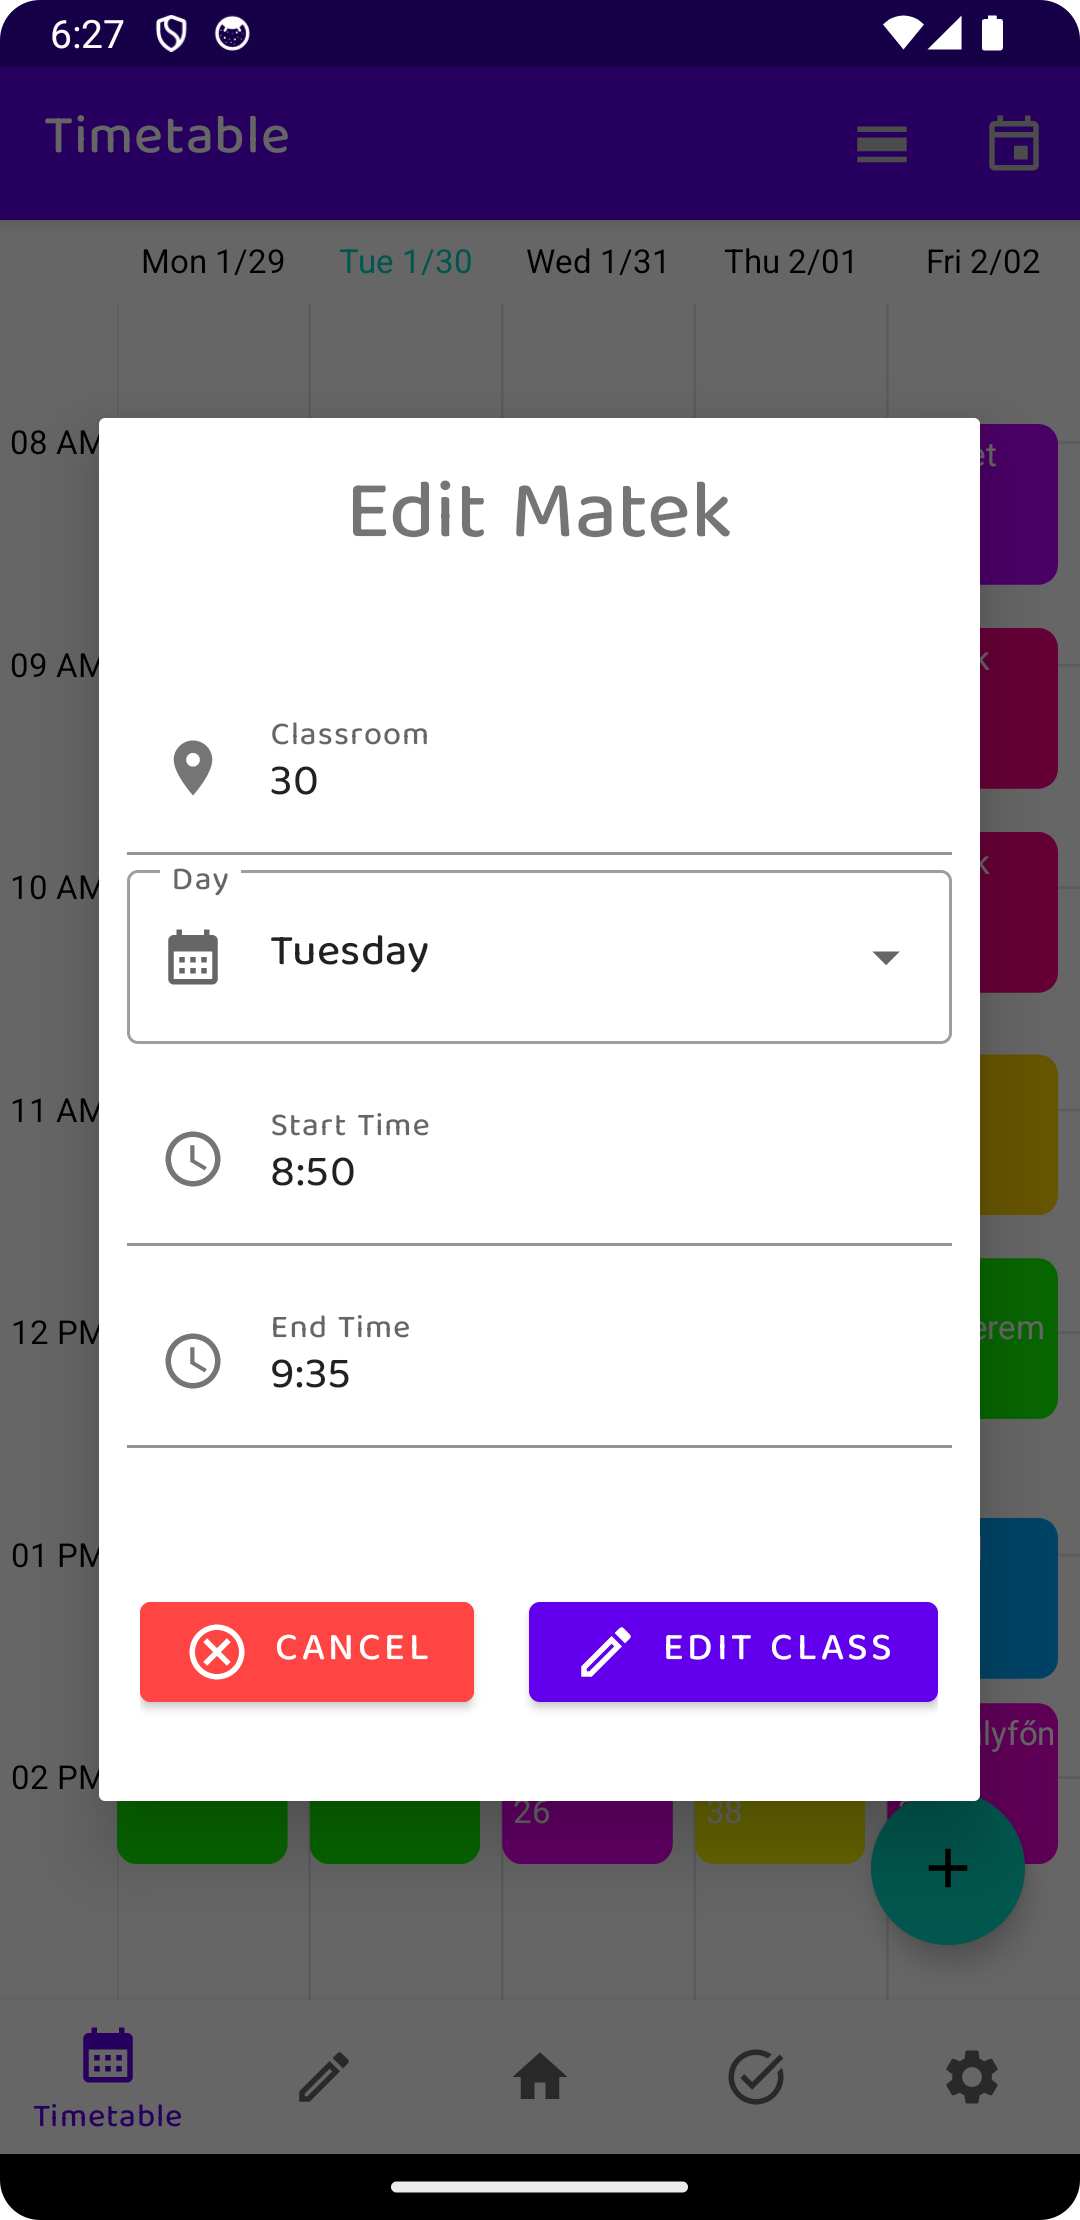 6:27
Timetable
Mon 1/29 Tue 1/30 Wed 1/31 Thu 2/01 Fri 2/02
08 AM
Edit Matek
09 AM
Classroom
30
10 AM
Day
Tuesday
11 AM
Start Time
8:50
12 PM
End Time
9:35
01 PM
CANCEL EDIT CLASS
lyfőn
02 PM
26 38
+
Timetable